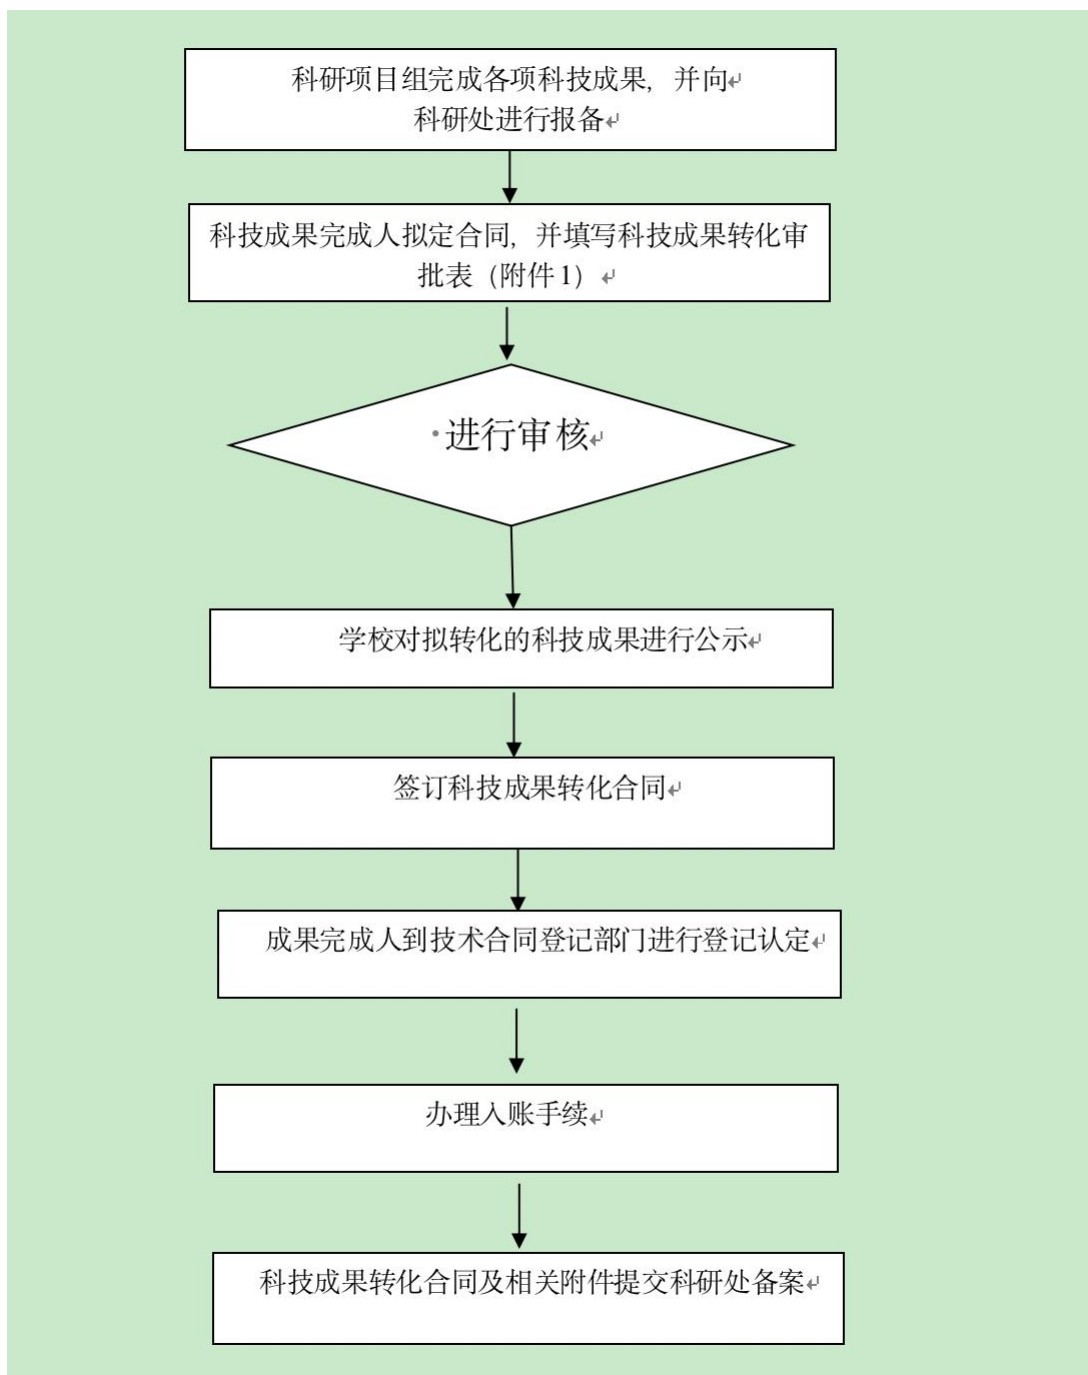 科研项目组完成各项科技成果，并向
科研处进行报备
科技成果完成人拟定合同，并填写科技成果转化审
批表（附件1）
进行审核
学校对拟转化的科技成果进行公示
签订科技成果转化合同
成果完成人到技术合同登记部门进行登记认定
办理入账手续
科技成果转化合同及相关附件提交科研处备案